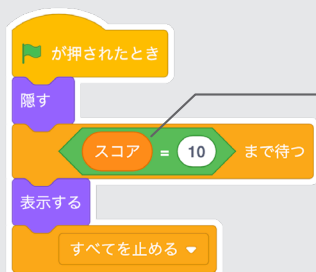 が押されたとき
隠す
スコア = 10 まで待つ
表示する
すべてを止める